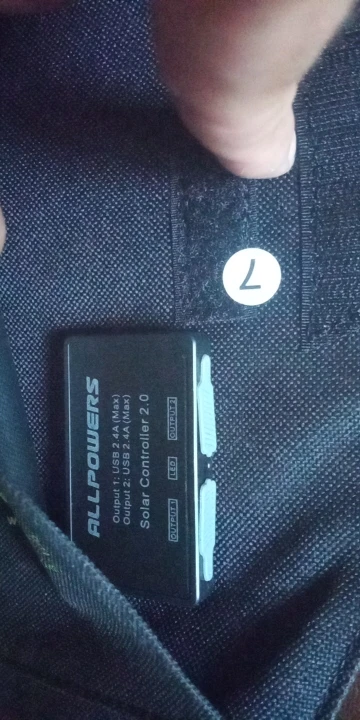 7
ALLPOWERS
Output 1: USB 2.4A (Max)
Output 2: USB 2.4A (Max)
Solar Controller 2.0
OUTPUT 1 LED OUTPUT 2